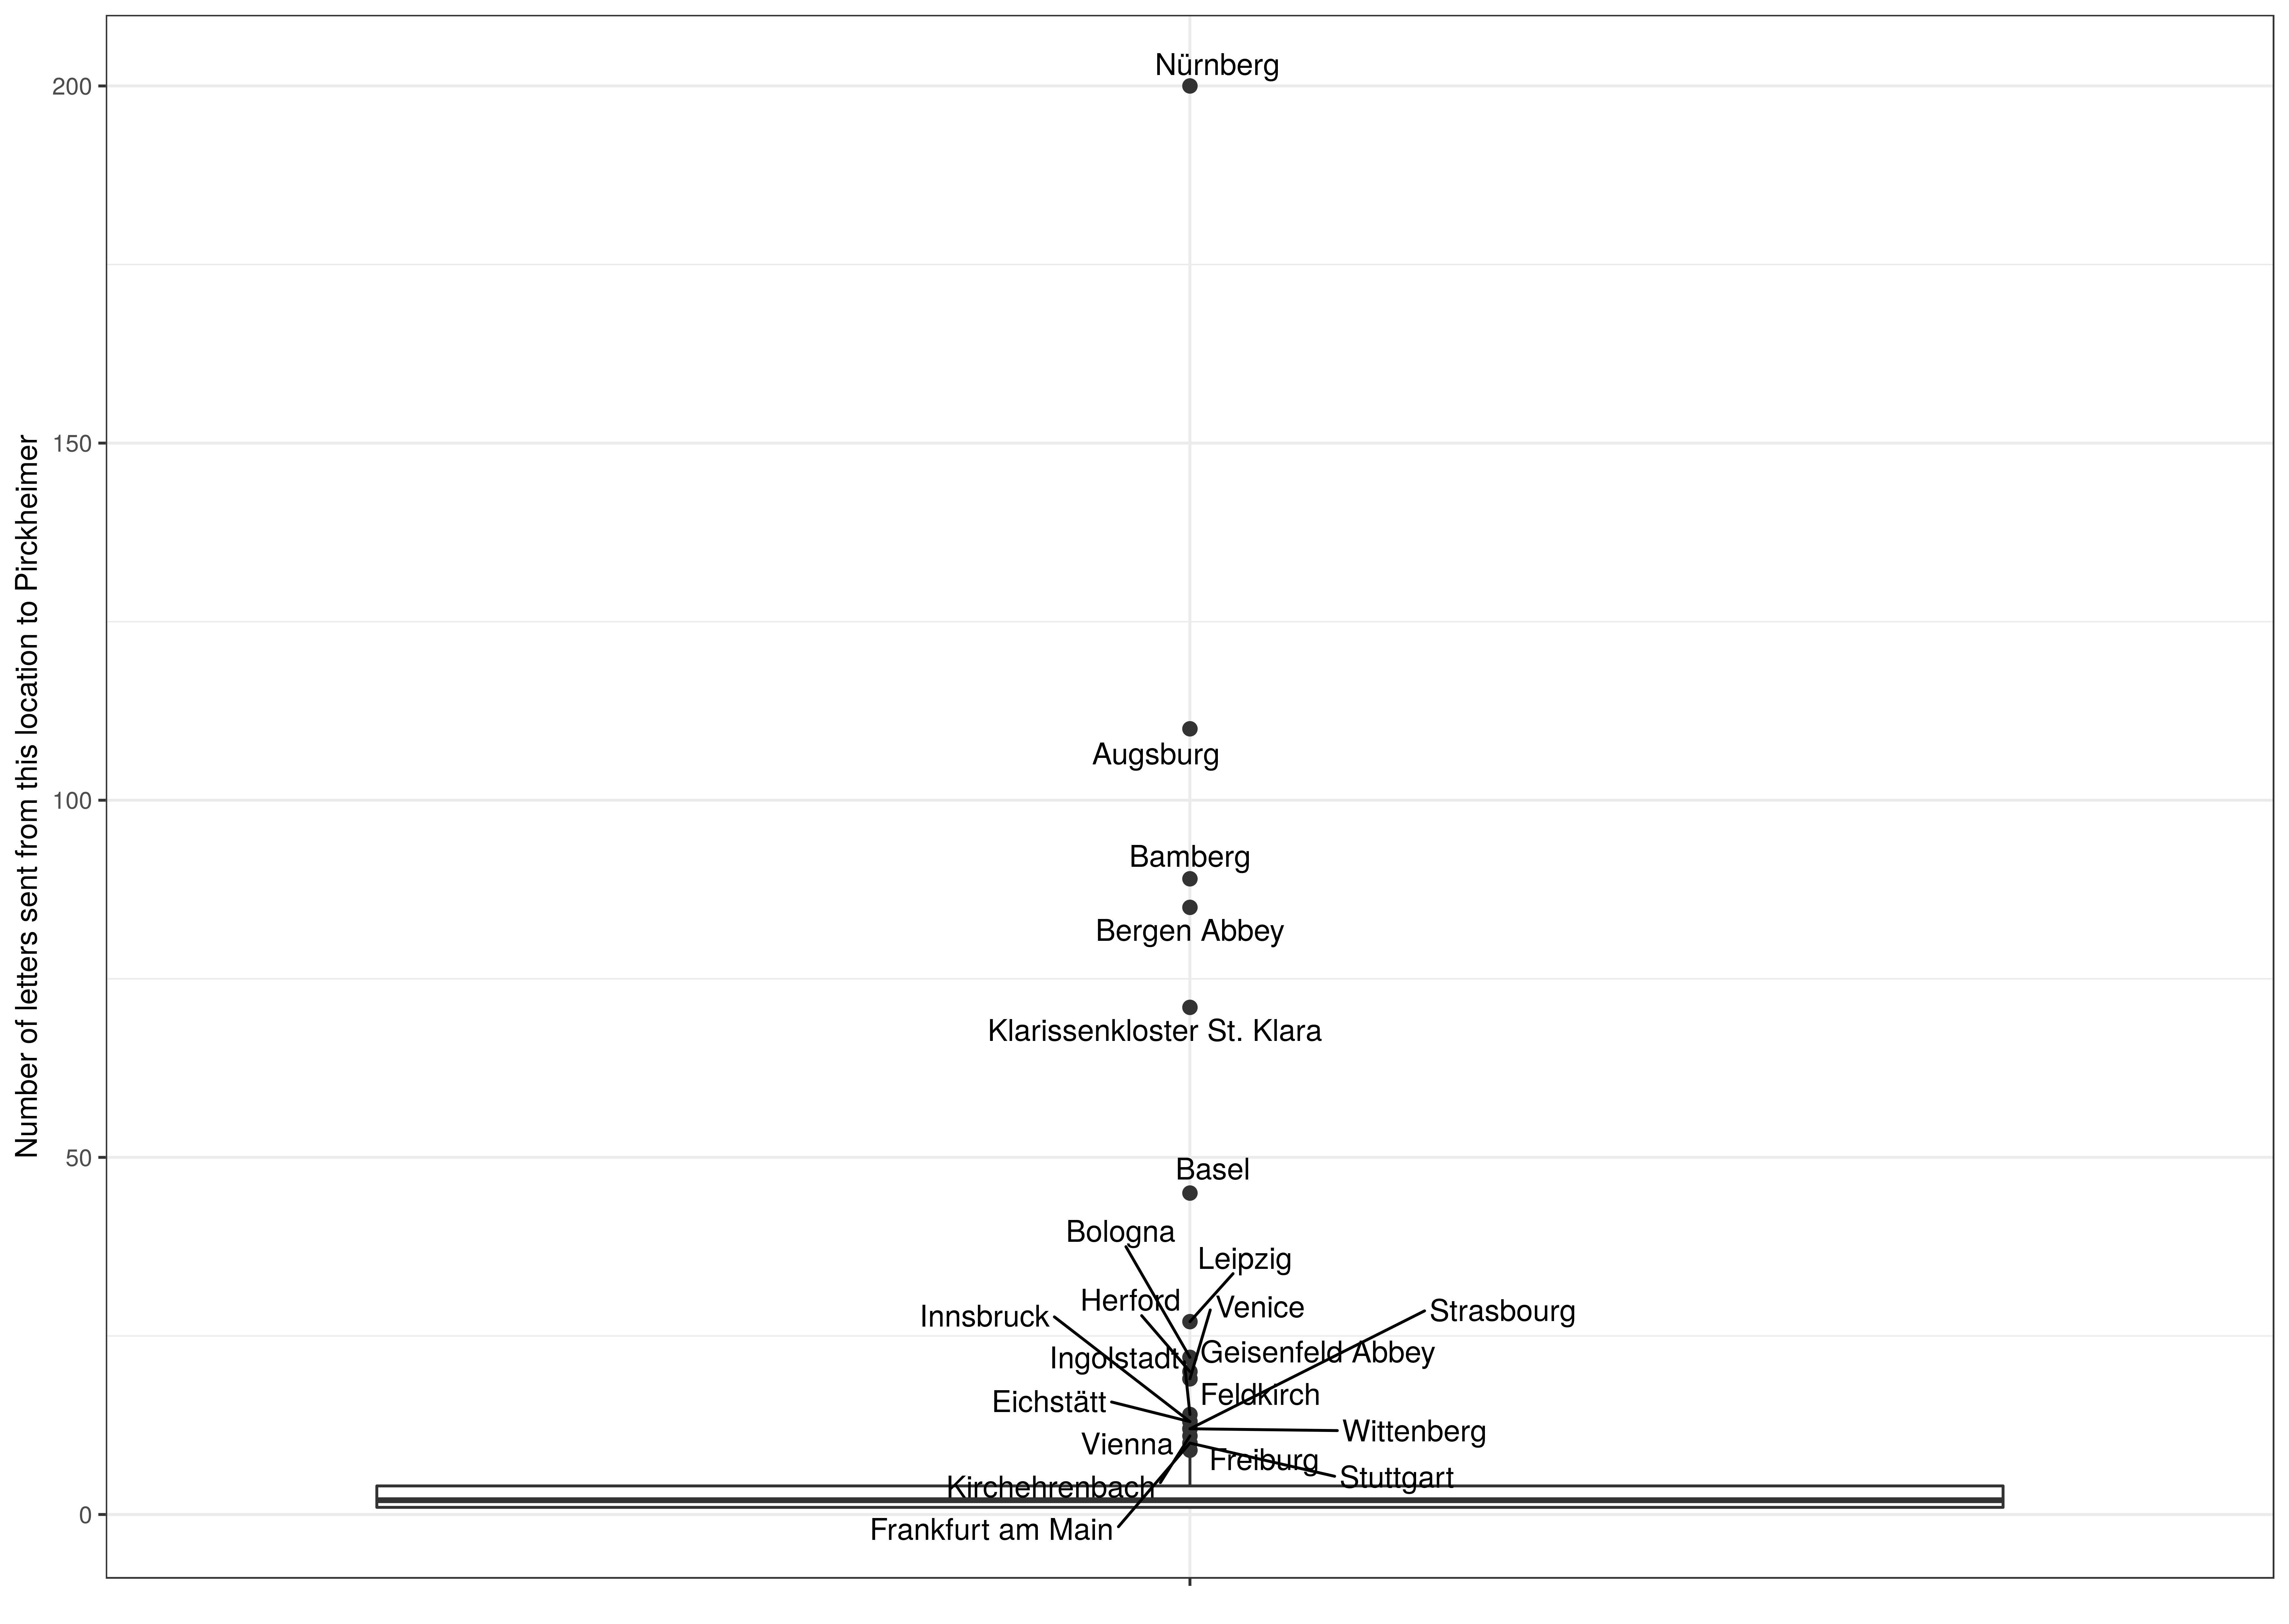 Number of letters sent from this location to Pirckheimer
200
150
100
50
0
Nürnberg
Augsburg
Bamberg
Bergen Abbey
Klarissenkloster St. Klara
Basel
Bologna
Leipzig
Herford
Venice
Innsbruck
Strasbourg
Ingolstadt
Geisenfeld Abbey
Feldkirch
Eichstätt
Wittenberg
Vienna
Freiburg
Stuttgart
Kirchehrenbach
Frankfurt am Main